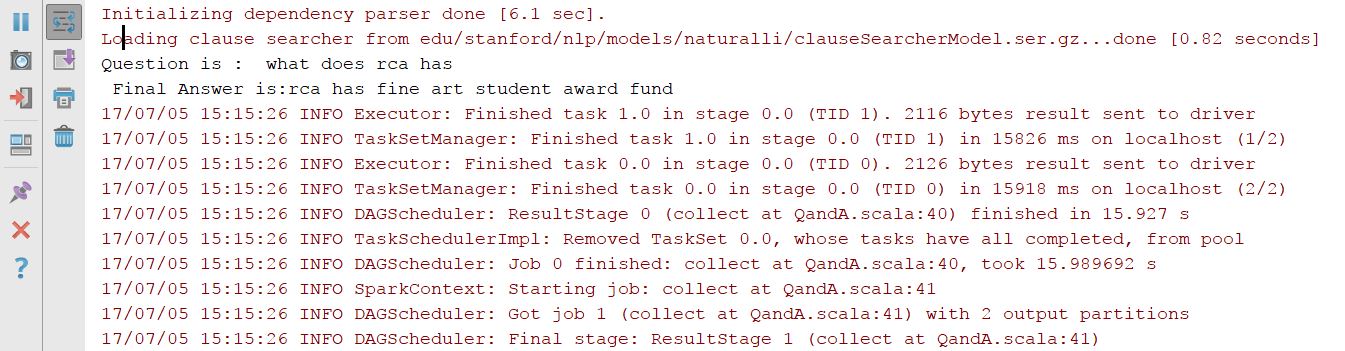 Initializing dependency parser done [6.1 sec].
Loading clause searcher from edu/stanford/nlp/models/naturalli/clauseSearcherModel.ser.gz...done [0.82 seconds]
Question is :  what does rca has
 Final Answer is:rca has fine art student award fund
17/07/05 15:15:26 INFO Executor: Finished task 1.0 in stage 0.0 (TID 1). 2116 bytes result sent to driver
17/07/05 15:15:26 INFO TaskSetManager: Finished task 1.0 in stage 0.0 (TID 1) in 15826 ms on localhost (1/2)
17/07/05 15:15:26 INFO Executor: Finished task 0.0 in stage 0.0 (TID 0). 2126 bytes result sent to driver
17/07/05 15:15:26 INFO TaskSetManager: Finished task 0.0 in stage 0.0 (TID 0) in 15918 ms on localhost (2/2)
17/07/05 15:15:26 INFO DAGScheduler: ResultStage 0 (collect at QandA.scala:40) finished in 15.927 s
17/07/05 15:15:26 INFO TaskSchedulerImpl: Removed TaskSet 0.0, whose tasks have all completed, from pool
17/07/05 15:15:26 INFO DAGScheduler: Job 0 finished: collect at QandA.scala:40, took 15.989692 s
17/07/05 15:15:26 INFO SparkContext: Starting job: collect at QandA.scala:41
17/07/05 15:15:26 INFO DAGScheduler: Got job 1 (collect at QandA.scala:41) with 2 output partitions
17/07/05 15:15:26 INFO DAGScheduler: Final stage: ResultStage 1 (collect at QandA.scala:41)